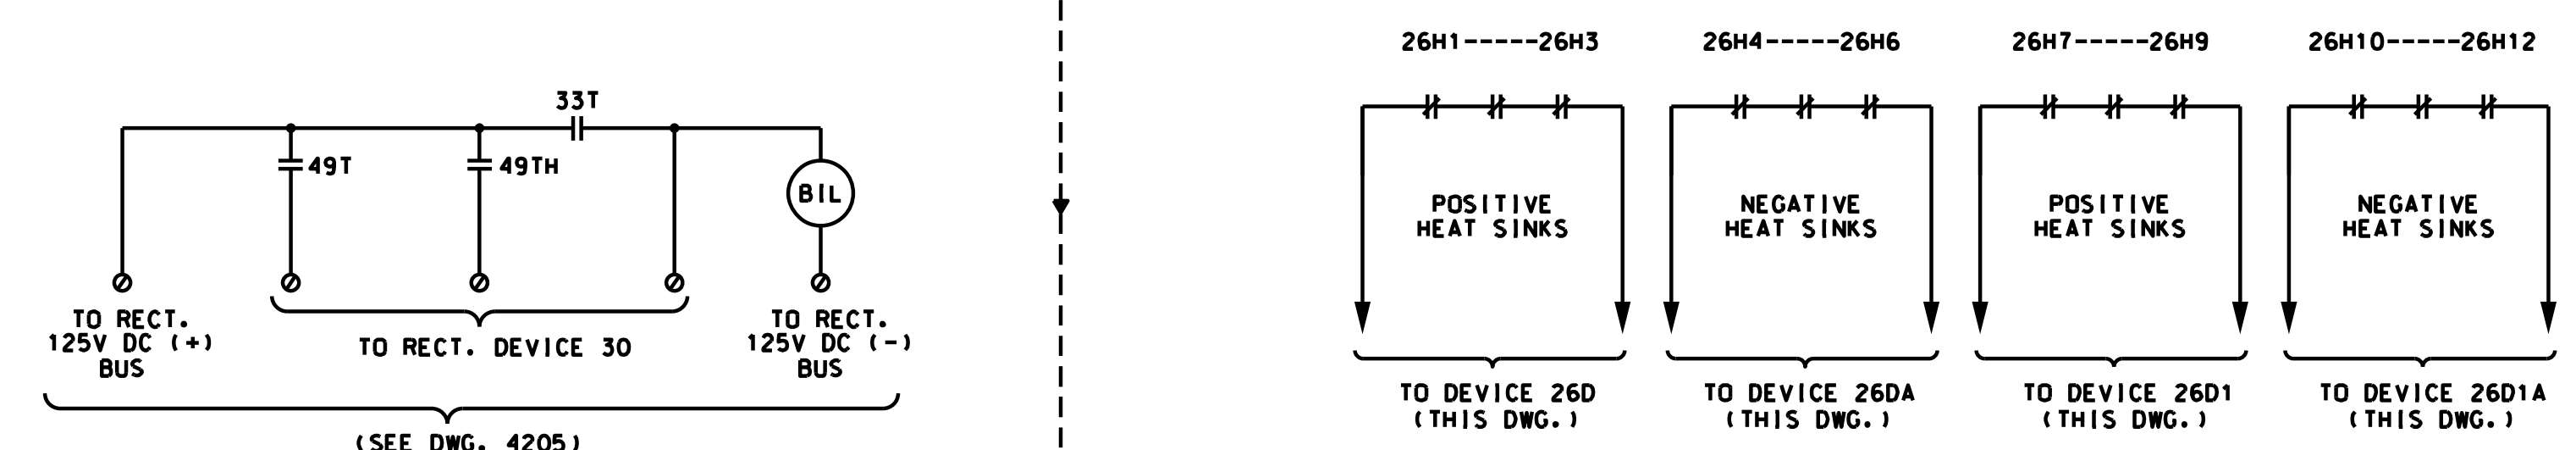 33T
49T
49TH
BIL
TO RECT.
125V DC (+)
BUS
TO RECT. DEVICE 30
TO RECT.
125V DC (-)
BUS
(SEE DWG. 4205)
26H1-----26H3
POSITIVE
HEAT SINKS
TO DEVICE 26D
(THIS DWG.)
26H4-----26H6
NEGATIVE
HEAT SINKS
TO DEVICE 26DA
(THIS DWG.)
26H7-----26H9
POSITIVE
HEAT SINKS
TO DEVICE 26D1
(THIS DWG.)
26H10-----26H12
NEGATIVE
HEAT SINKS
TO DEVICE 26D1A
(THIS DWG.)